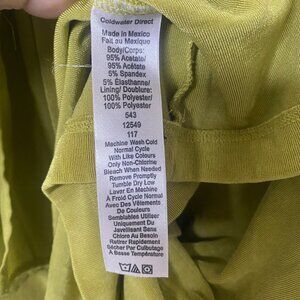 Coldwater Direct
Made in Mexico
Fait au Mexique
Body/Corps:
95% Acetate/
95% Acétate
5% Spandex
5% Élasthanne/
Lining/ Doublure:
100% Polyester/
100% Polyester
543
12549
117
Machine Wash Cold
Normal Cycle
With Like Colours
Only Non-Chlorine
Bleach When Needed
Remove Promptly
Tumble Dry Low
Laver En Machine
À Froid Cycle Normal
Avec Des Vêtements
De Couleurs
Semblables Utiliser
Uniquement Du
Javellisant Sens
Chlore Au Besoin
Retirer Rapidement
Sécher Par Culbutage
À Basse Température